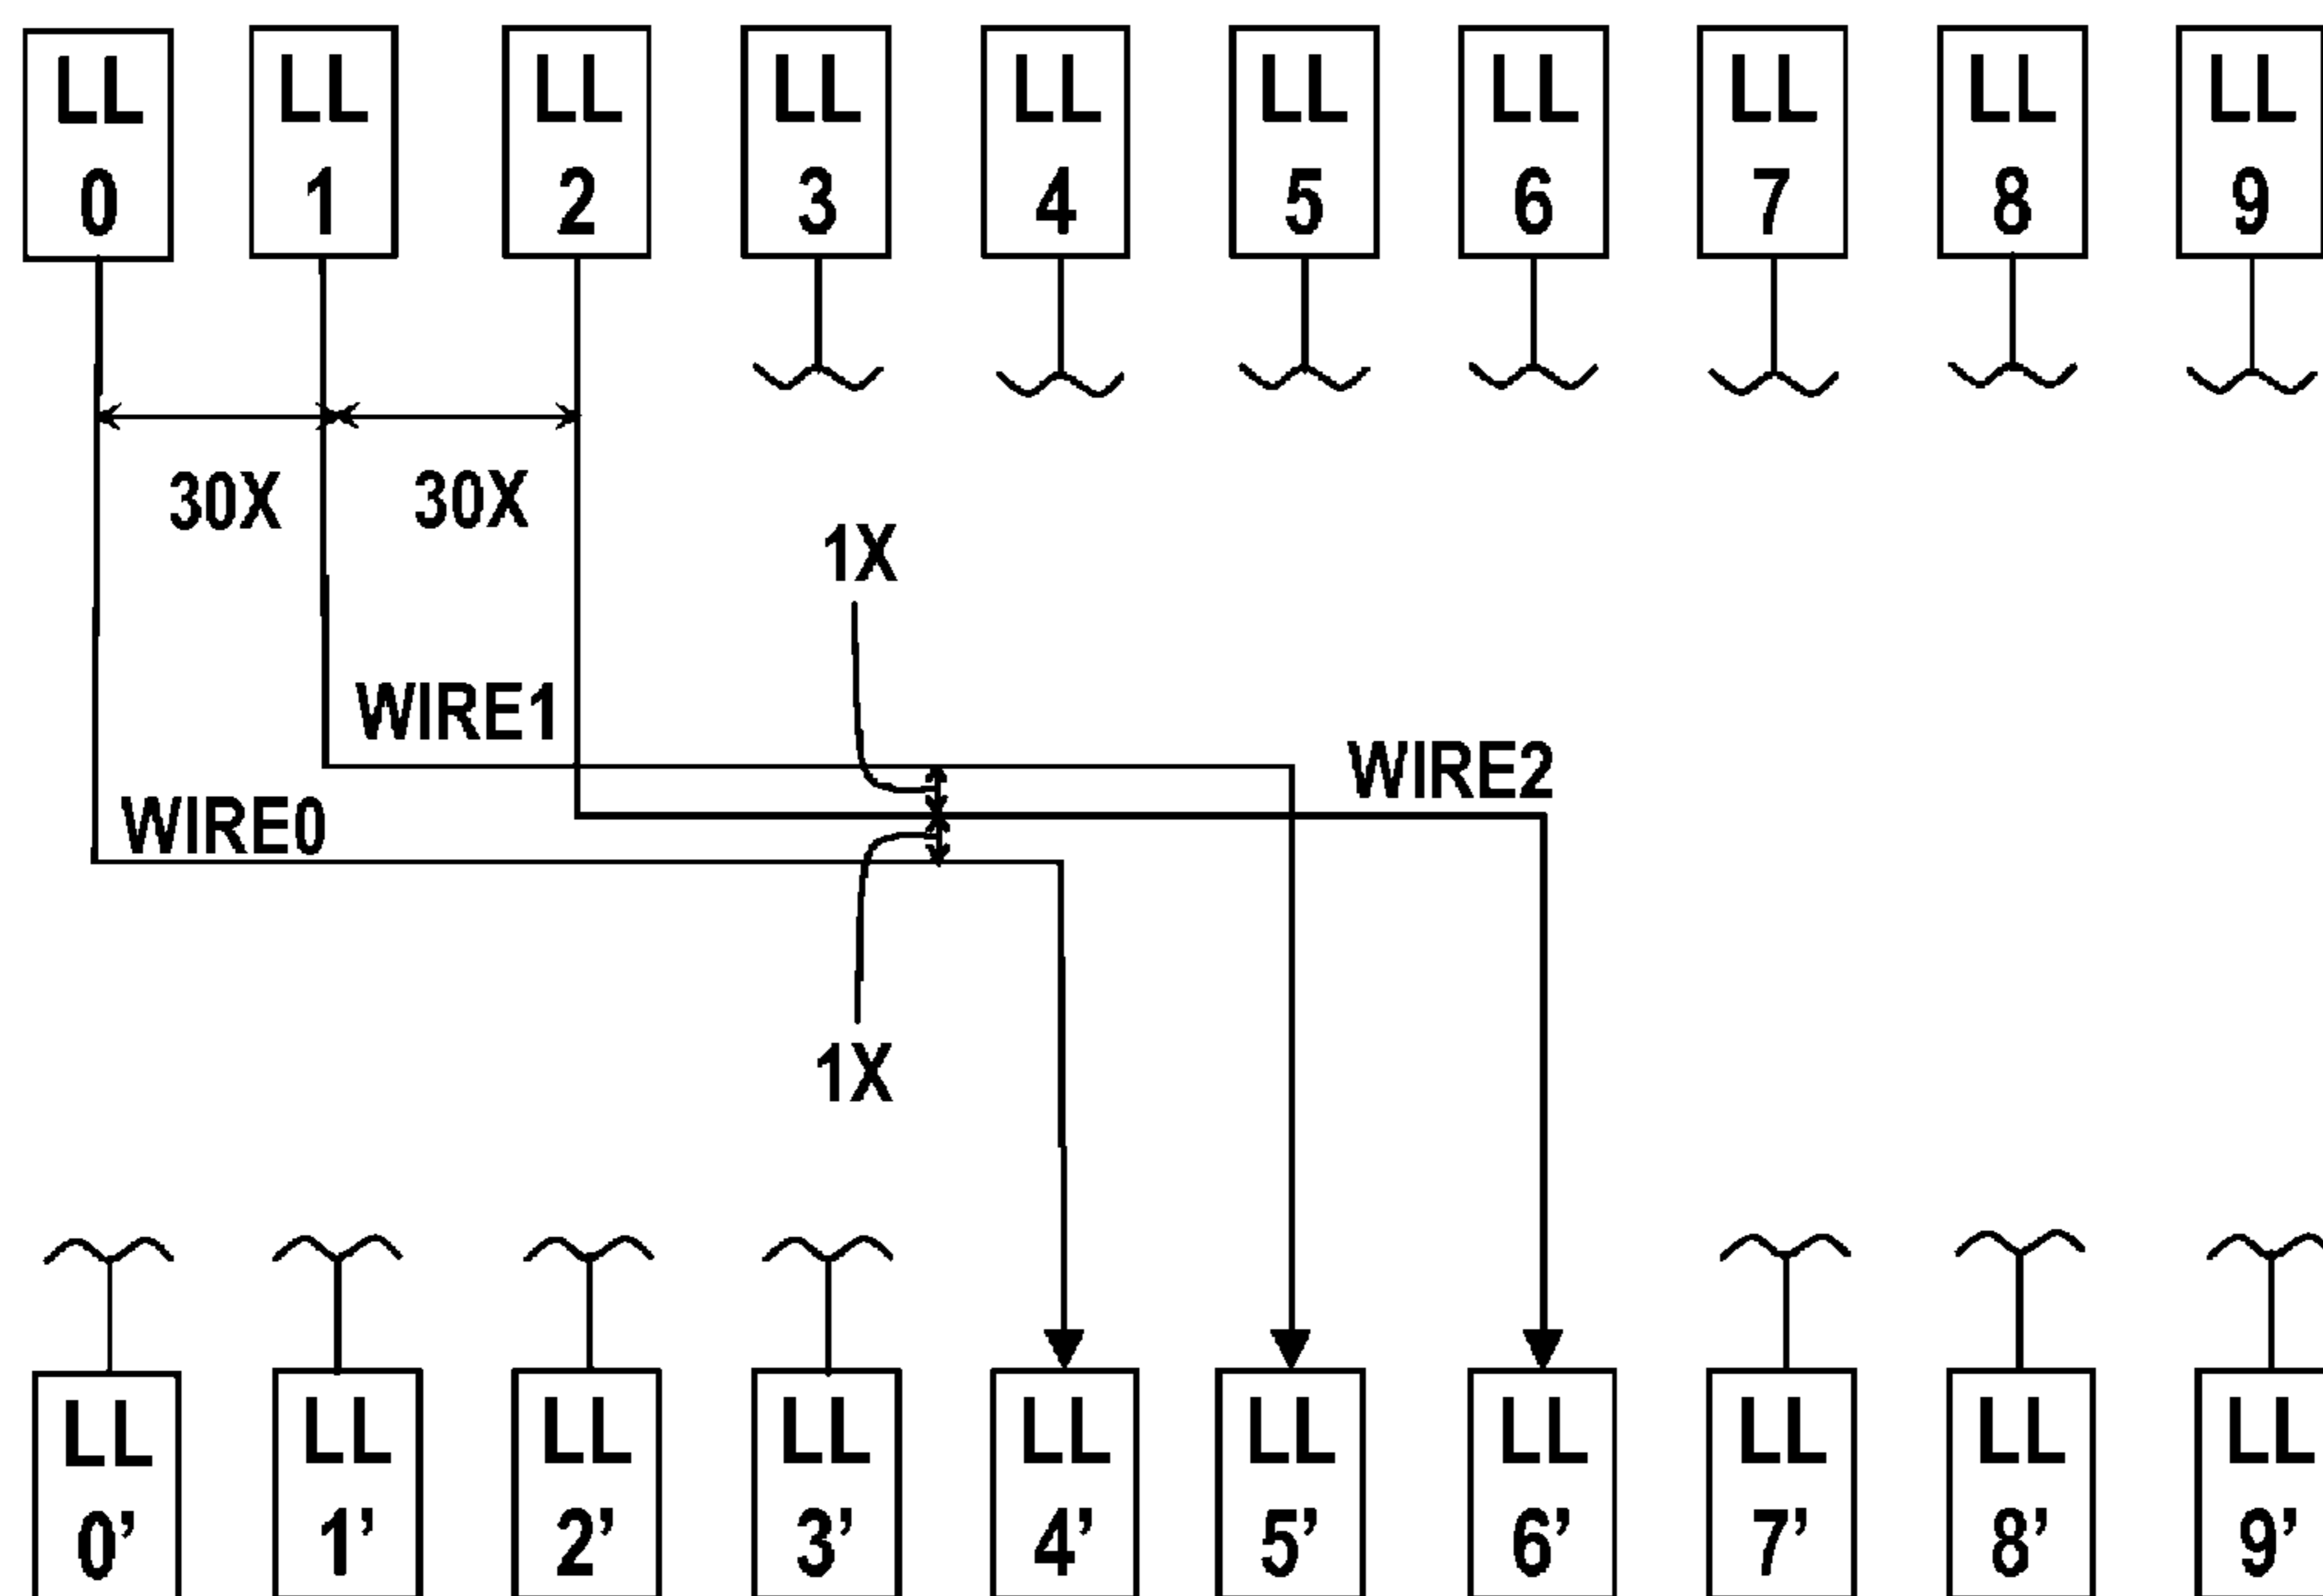 LL LL LL LL LL LL LL LL LL LL
0 1 2 3 4 5 6 7 8 9
30X 30X
1X
WIRE1
WIRE2
WIRE0
1X
LL LL LL LL LL LL LL LL LL LL
0' 1' 2' 3' 4' 5' 6' 7' 8' 9'